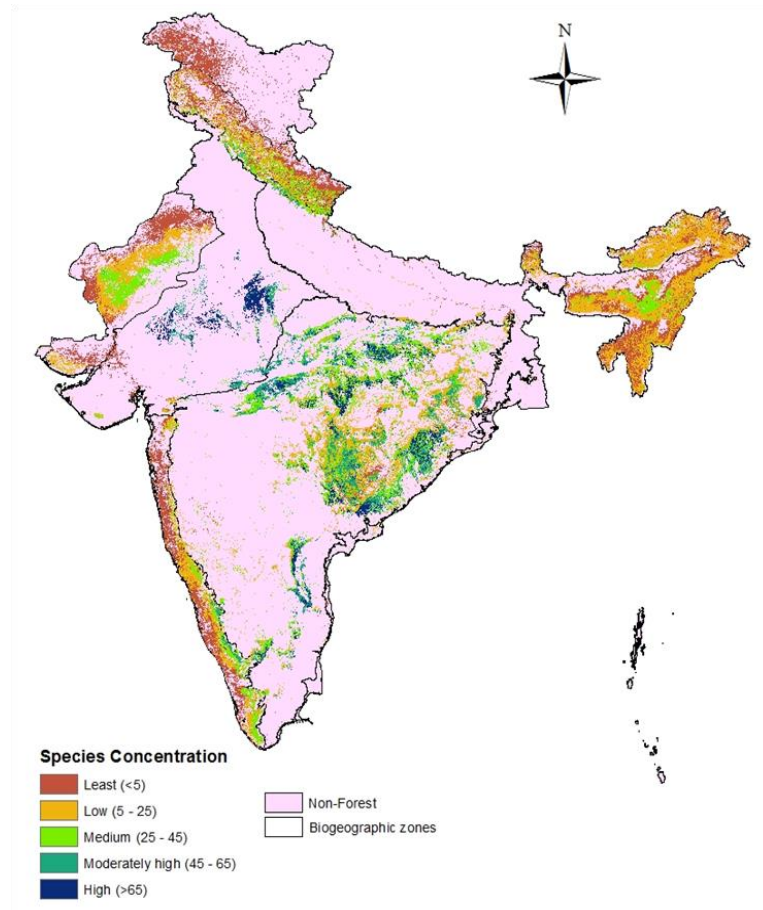 N
Species Concentration
Least (<5)
Low (5 - 25)
Medium (25 - 45)
Moderately high (45 - 65)
High (>65)
Non-Forest
Biogeographic zones